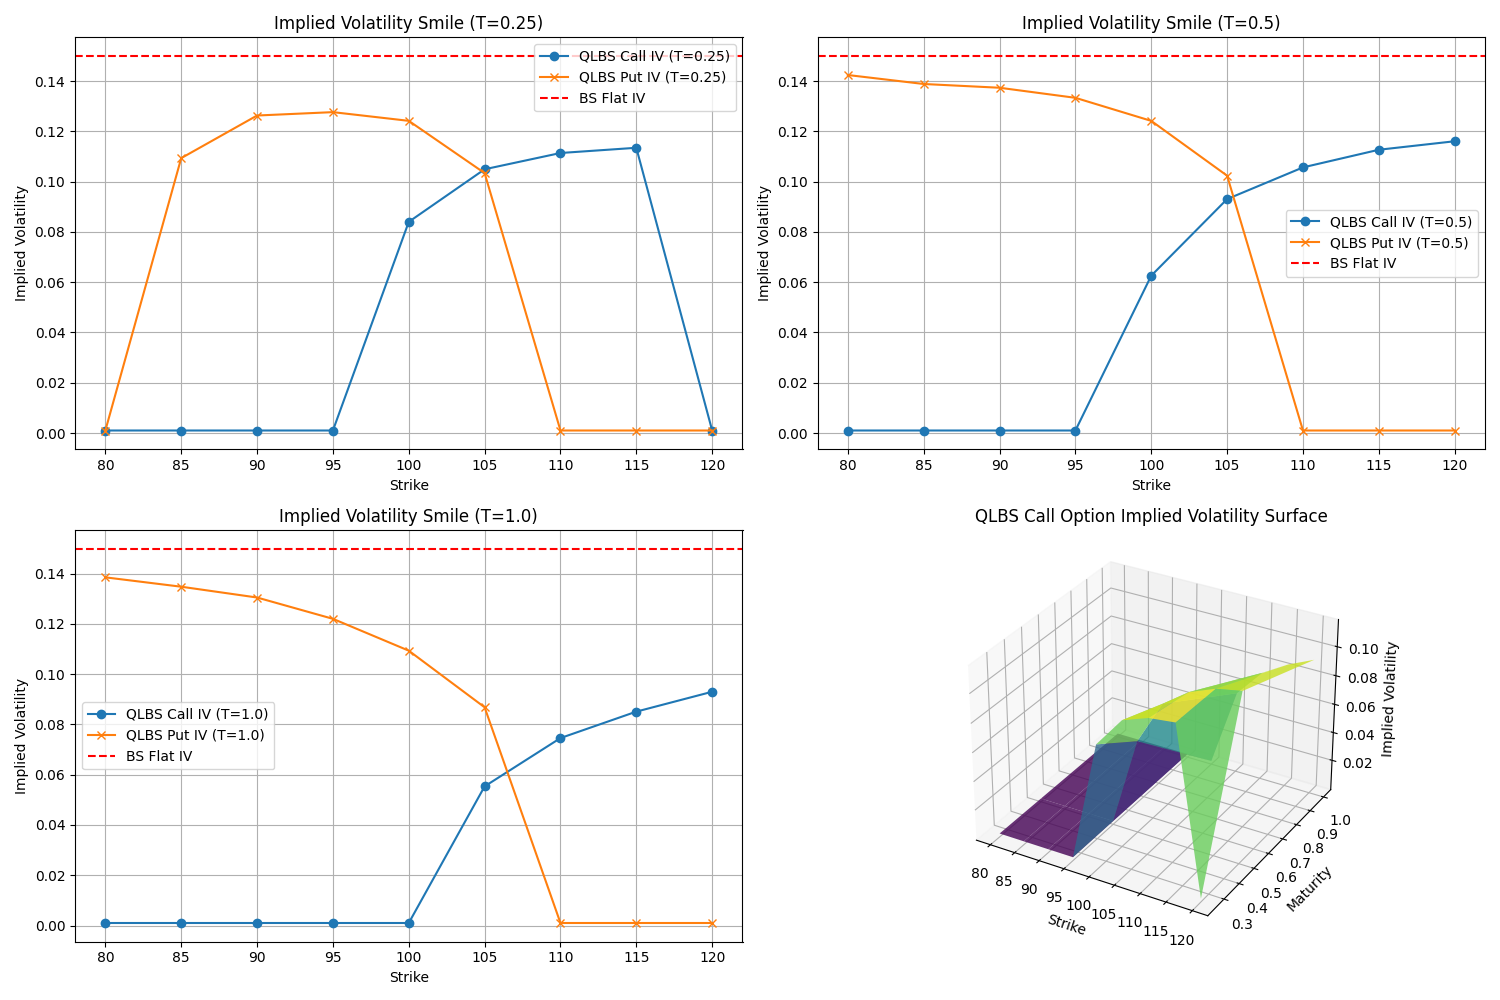 Implied Volatility Smile (T=0.25)
Implied Volatility
0.14
0.12
0.10
0.08
0.06
0.04
0.02
0.00
QLBS Call IV (T=0.25)
QLBS Put IV (T=0.25)
BS Flat IV
80 85 90 95 100 105 110 115 120
Strike
Implied Volatility Smile (T=0.5)
Implied Volatility
0.14
0.12
0.10
0.08
0.06
0.04
0.02
0.00
QLBS Call IV (T=0.5)
QLBS Put IV (T=0.5)
BS Flat IV
80 85 90 95 100 105 110 115 120
Strike
Implied Volatility Smile (T=1.0)
Implied Volatility
0.14
0.12
0.10
0.08
0.06
0.04
0.02
0.00
QLBS Call IV (T=1.0)
QLBS Put IV (T=1.0)
BS Flat IV
80 85 90 95 100 105 110 115 120
Strike
QLBS Call Option Implied Volatility Surface
0.10
0.08
0.06
0.04
0.02
Implied Volatility
1.0
0.9
0.8
0.7
0.6
0.5
0.4
0.3
Maturity
80 85 90 95 100 105 110 115 120
Strike